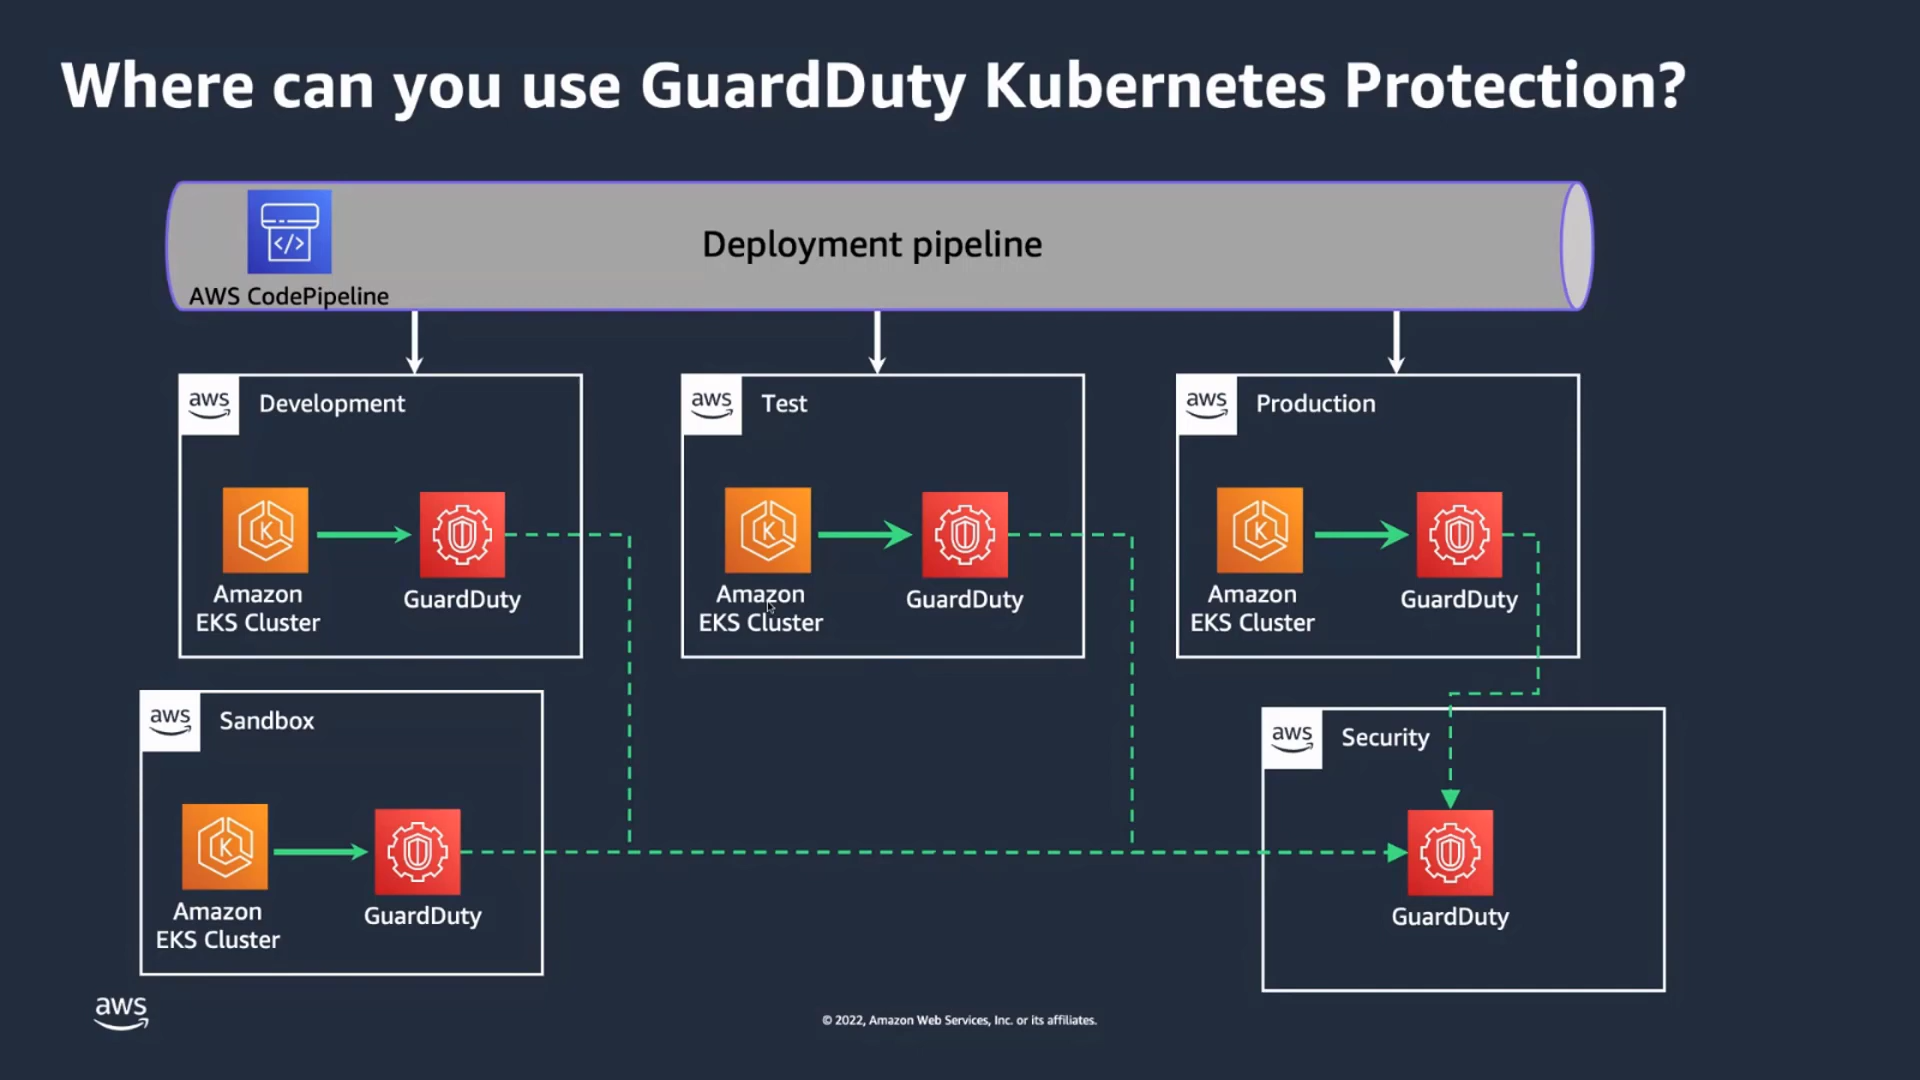 Where can you use GuardDuty Kubernetes Protection?
Deployment pipeline
AWS CodePipeline
aws
Development
Amazon
EKS Cluster
GuardDuty
aws
Test
Amazon
EKS Cluster
GuardDuty
aws
Production
Amazon
EKS Cluster
GuardDuty
aws
Sandbox
Amazon
EKS Cluster
GuardDuty
aws
Security
GuardDuty
aws
© 2022, Amazon Web Services, Inc. or its affiliates.